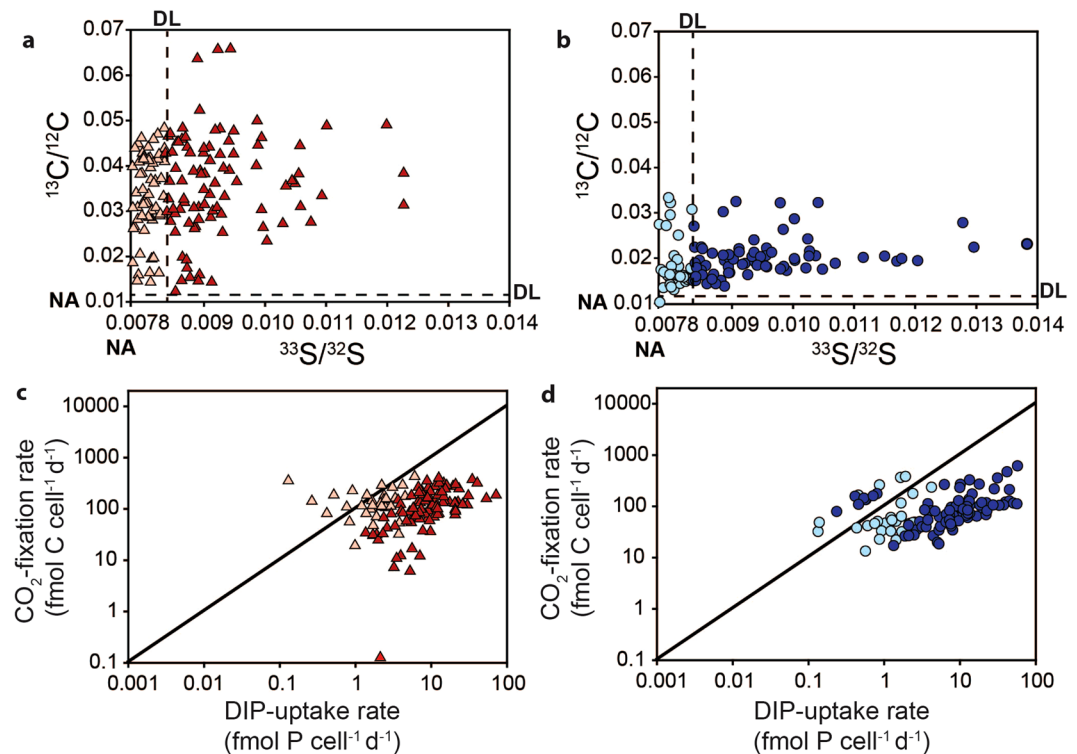 a
DL
0.07
0.06
0.05
0.04
0.03
0.02
NA 0.01
¹³C/¹²C
DL
0.0078 0.009 0.010 0.011 0.012 0.013 0.014
NA
³³S/³²S
b
DL
0.07
0.06
0.05
0.04
0.03
0.02
NA 0.01
¹³C/¹²C
DL
0.0078 0.009 0.010 0.011 0.012 0.013 0.014
NA
³³S/³²S
c
10000
1000
100
10
1
0.1
CO₂-fixation rate
(fmol C cell⁻¹ d⁻¹)
0.001 0.01 0.1 1 10 100
DIP-uptake rate
(fmol P cell⁻¹ d⁻¹)
d
10000
1000
100
10
1
0.1
CO₂-fixation rate
(fmol C cell⁻¹ d⁻¹)
0.001 0.01 0.1 1 10 100
DIP-uptake rate
(fmol P cell⁻¹ d⁻¹)